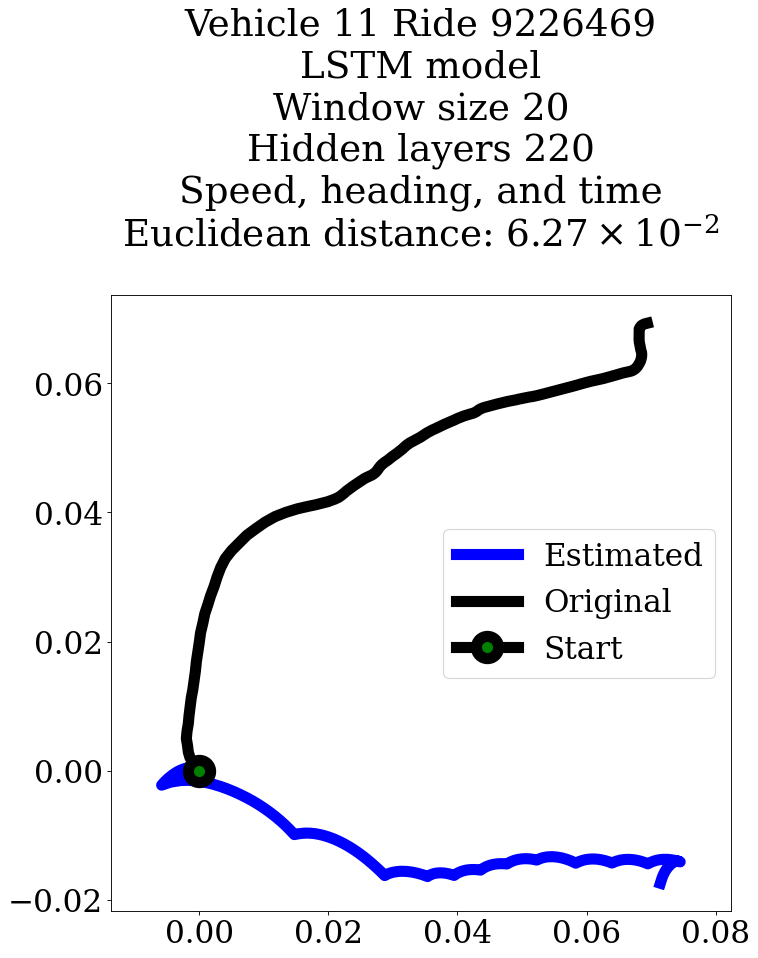 Vehicle 11 Ride 9226469
LSTM model
Window size 20
Hidden layers 220
Speed, heading, and time
Euclidean distance: 6.27 × 10⁻²
0.06
0.04
Estimated
Original
0.02
Start
0.00
−0.02
0.00 0.02 0.04 0.06 0.08